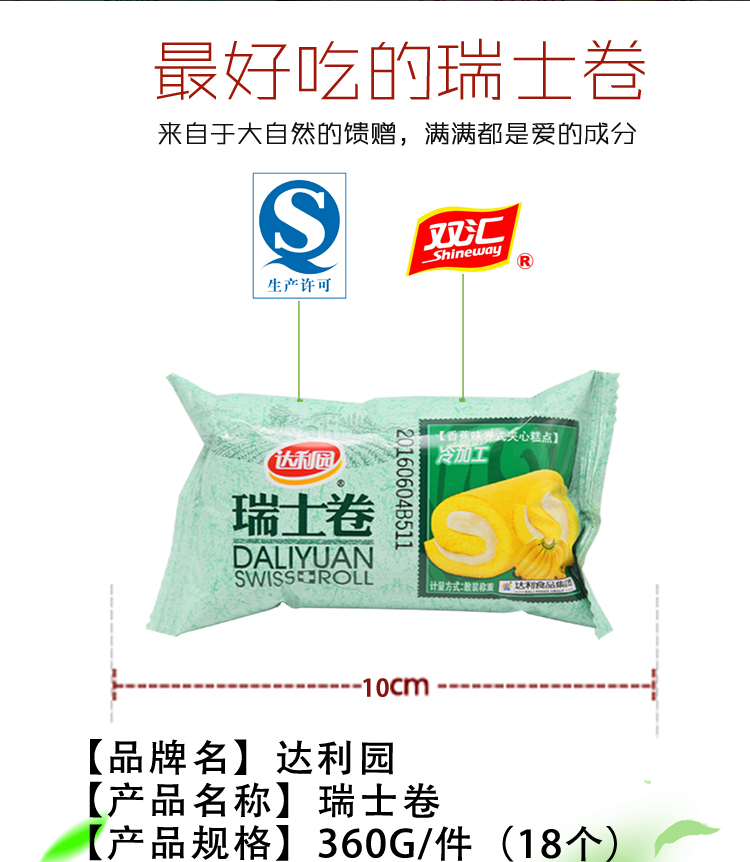 最好吃的瑞士卷
来自于大自然的馈赠，满满都是爱的成分
S
生产许可
双汇
Shineway
®
达利园
®
瑞士卷
DALIYUAN
SWISS ROLL
20160604B511
【香蕉味卷式夹心糕点】
冷加工
计量方式:散装称重
达利食品集团
10cm
【品牌名】达利园
【产品名称】瑞士卷
【产品规格】360G/件（18个）